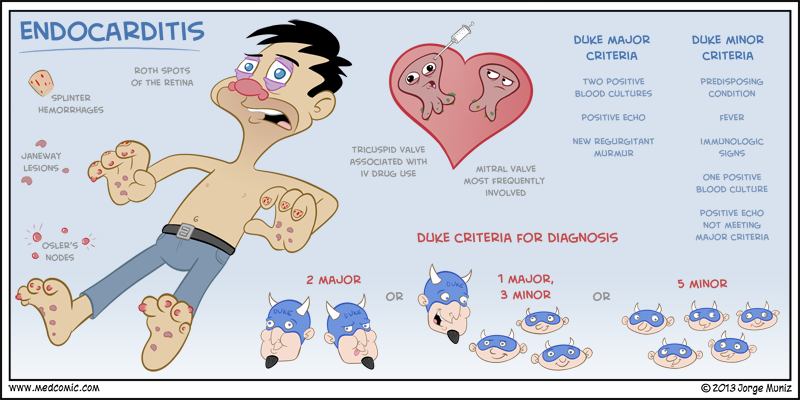 ENDOCARDITIS
ROTH SPOTS
OF THE RETINA
SPLINTER
HEMORRHAGES
JANEWAY
LESIONS
OSLER'S
NODES
TRICUSPID VALVE
ASSOCIATED WITH
IV DRUG USE
MITRAL VALVE
MOST FREQUENTLY
INVOLVED
DUKE MAJOR
CRITERIA
TWO POSITIVE
BLOOD CULTURES
POSITIVE ECHO
NEW REGURGITANT
MURMUR
DUKE MINOR
CRITERIA
PREDISPOSING
CONDITION
FEVER
IMMUNOLOGIC
SIGNS
ONE POSITIVE
BLOOD CULTURE
POSITIVE ECHO
NOT MEETING
MAJOR CRITERIA
DUKE CRITERIA FOR DIAGNOSIS
2 MAJOR
DUKE
DUKE
OR
1 MAJOR,
3 MINOR
DUKE
OR
5 MINOR
www.medcomic.com
© 2013 Jorge Muniz